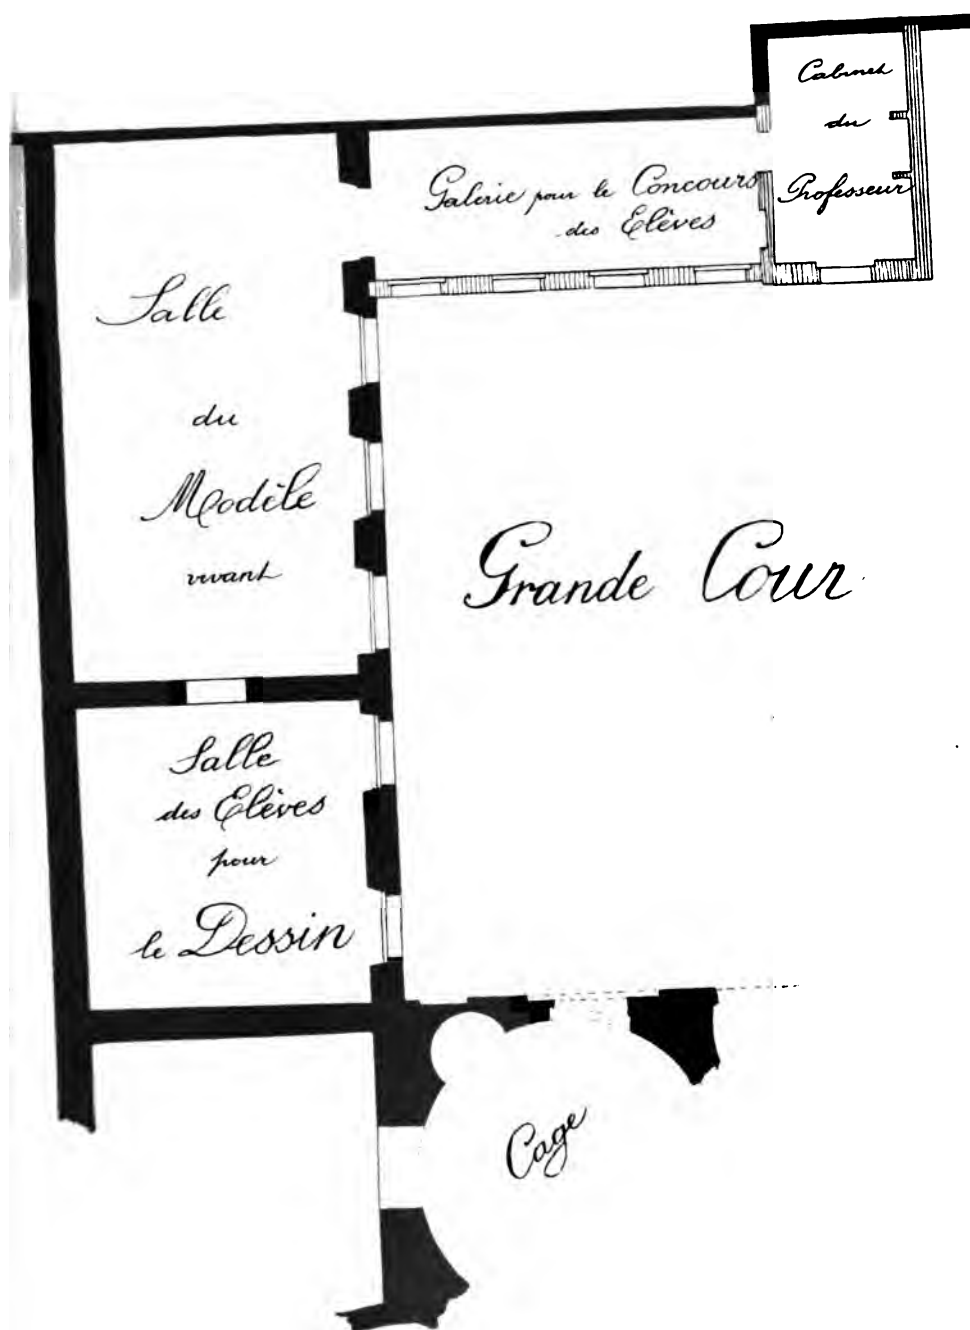 Cabinet
du
Professeur
Galerie pour le Concours
des Elèves
Salle
du
Modèle
vivant
Grande Cour
Salle
des Elèves
pour
le Dessin
Cage